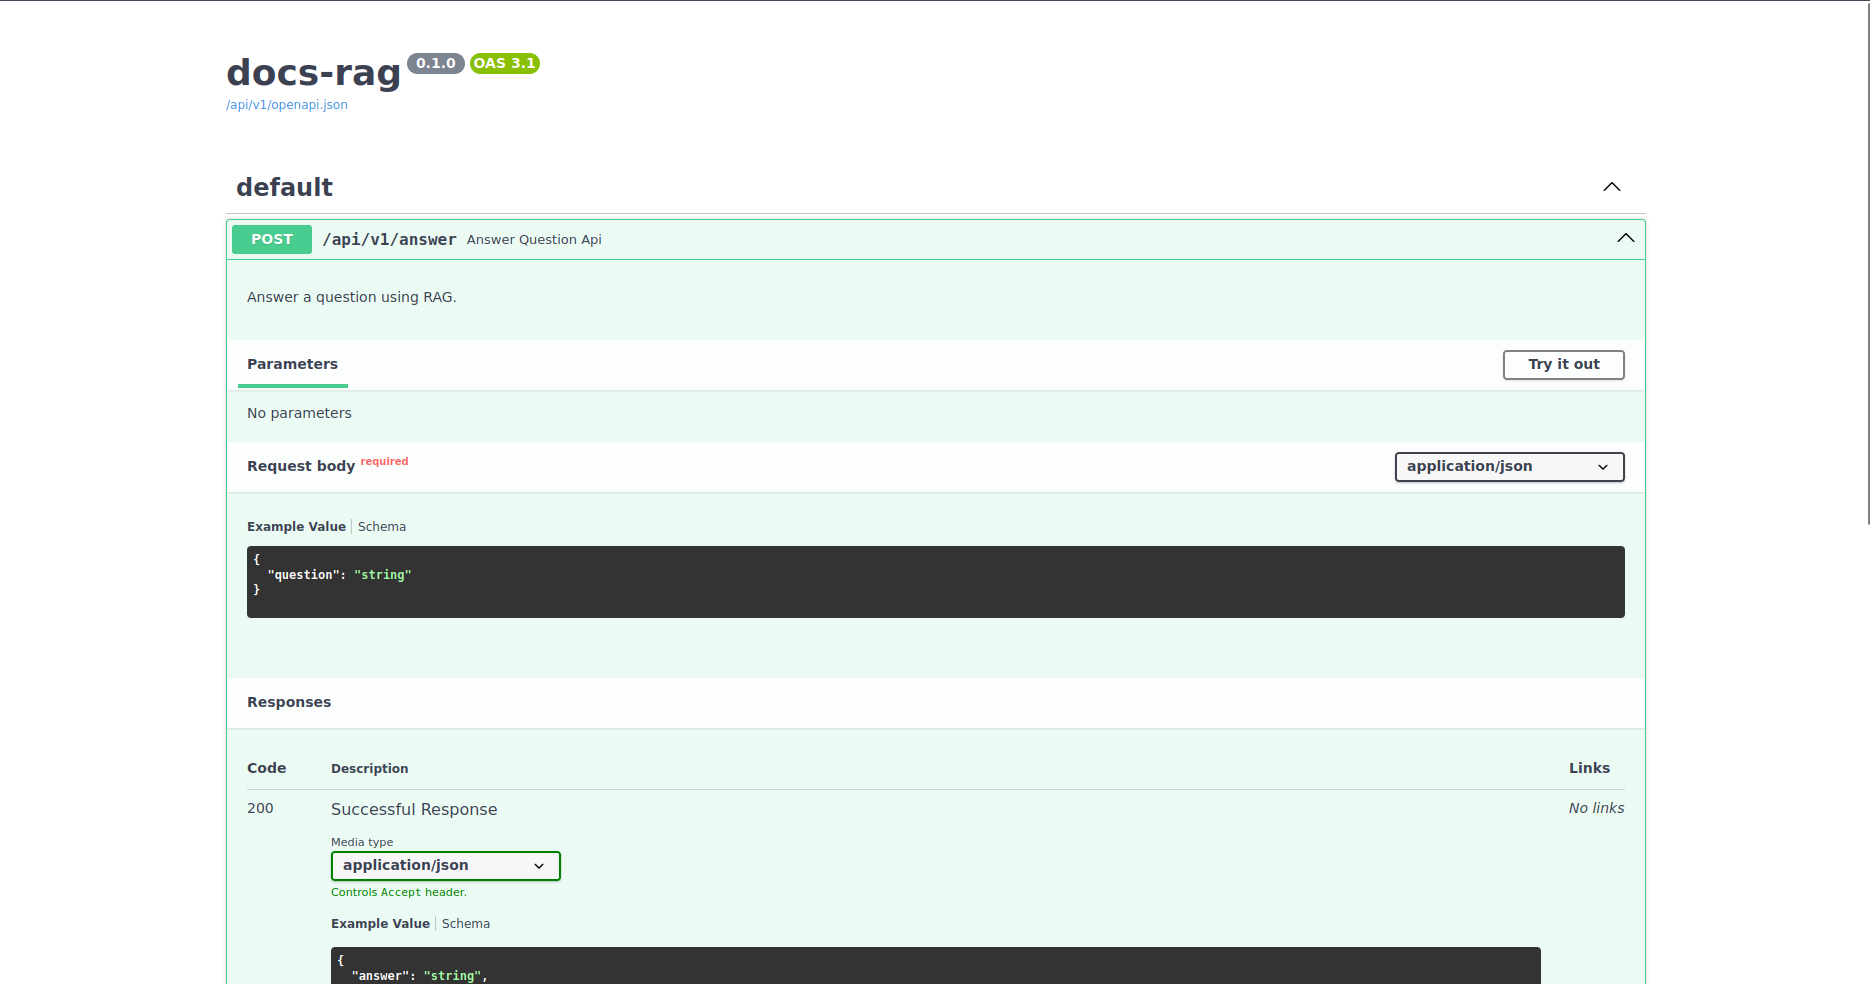 docs-rag 0.1.0 OAS 3.1
/api/v1/openapi.json
default
POST /api/v1/answer Answer Question Api
Answer a question using RAG.
Parameters Try it out
No parameters
Request body required application/json
Example Value Schema
{
"question": "string"
}
Responses
Code Description Links
200 Successful Response No links
Media type
application/json
Controls Accept header.
Example Value Schema
{
"answer": "string",